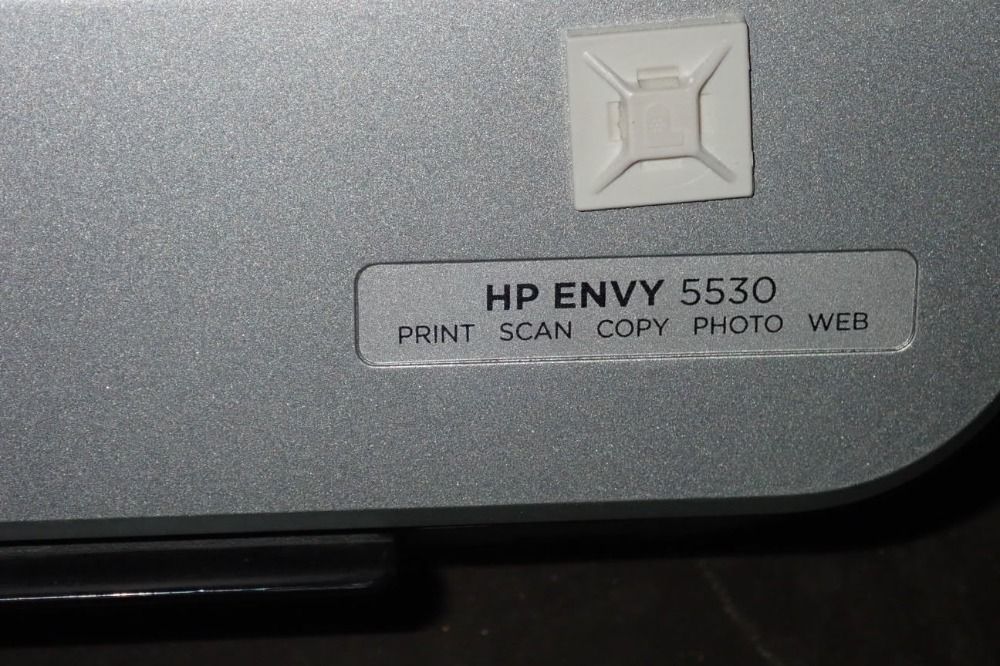 HP ENVY 5530
PRINT SCAN COPY PHOTO WEB